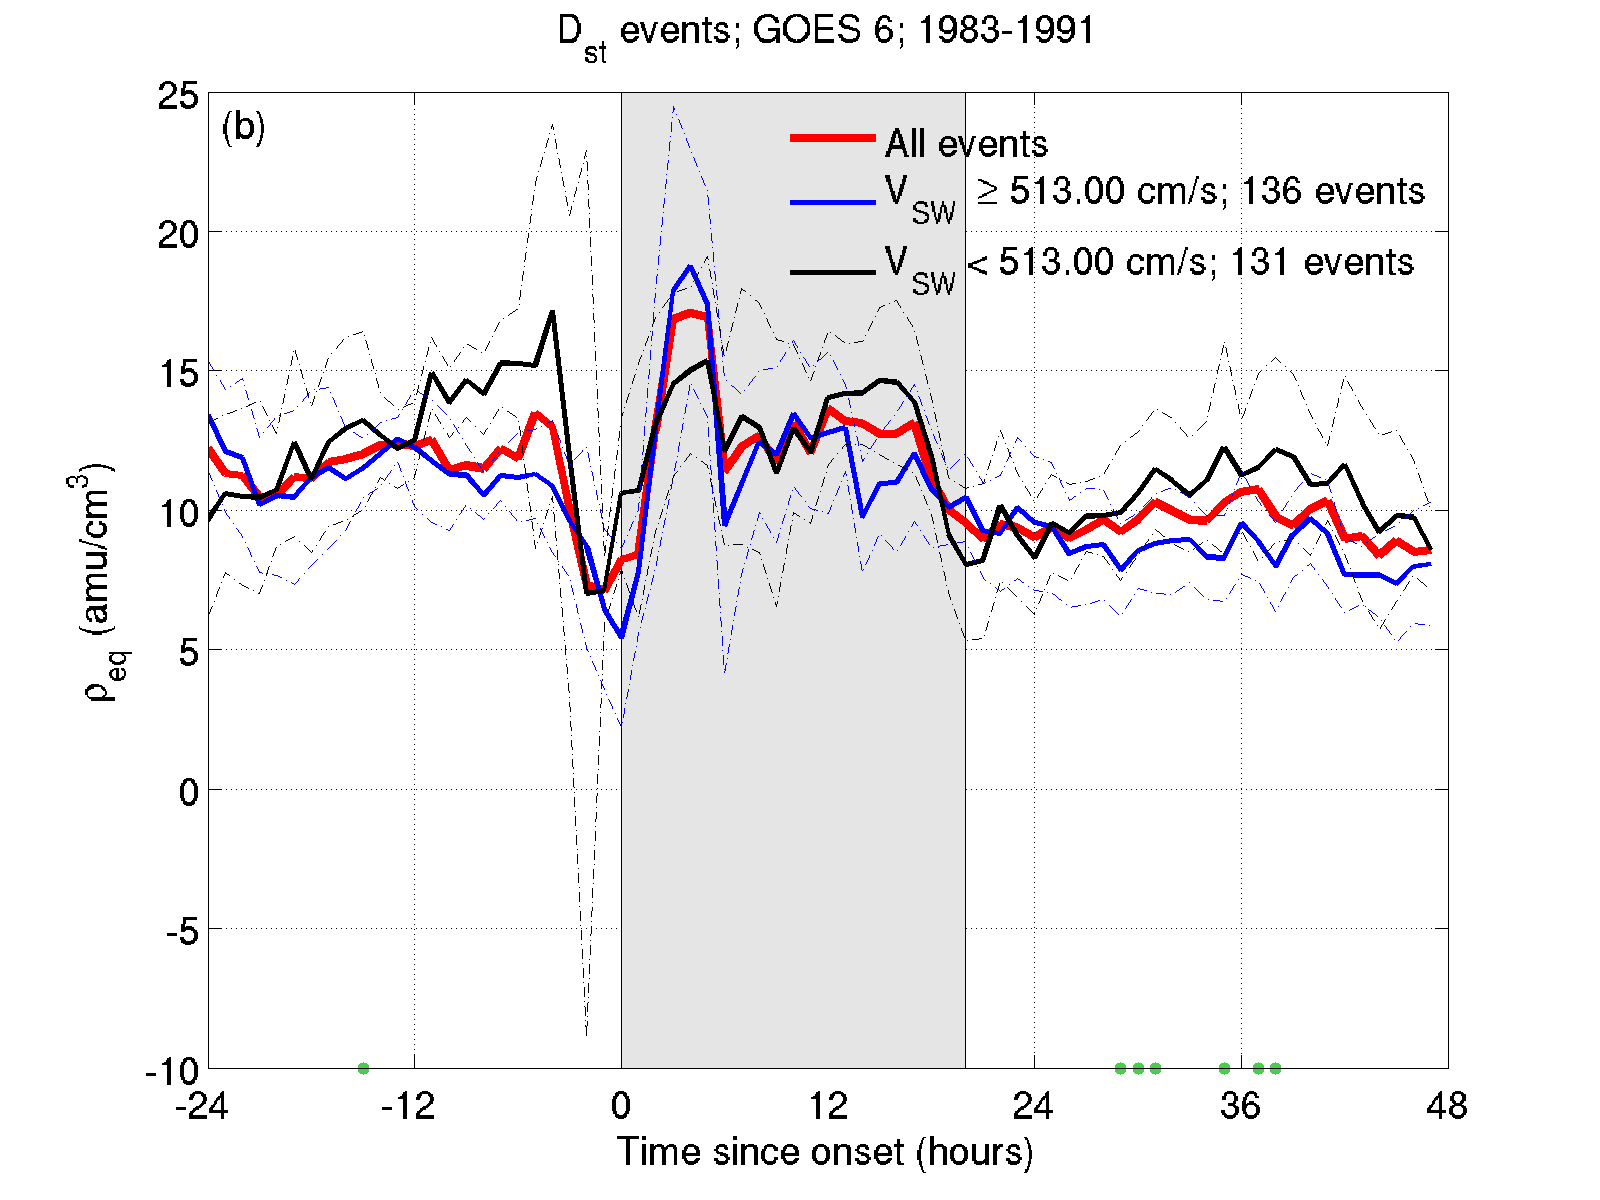 Dst events; GOES 6; 1983-1991
(b)
All events
VSW ≥ 513.00 cm/s; 136 events
VSW < 513.00 cm/s; 131 events
25
20
15
10
5
0
-5
-10
ρeq (amu/cm3)
-24 -12 0 12 24 36 48
Time since onset (hours)